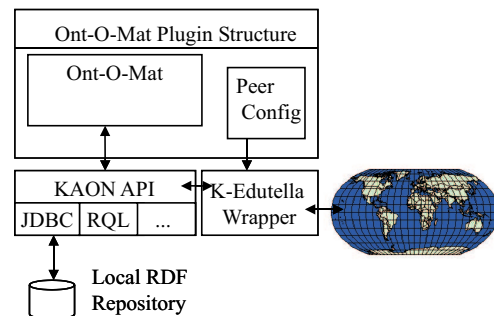 Ont-O-Mat Plugin Structure
Ont-O-Mat
Peer
Config
KAON API
JDBC RQL ...
K-Edutella
Wrapper
Local RDF
Repository